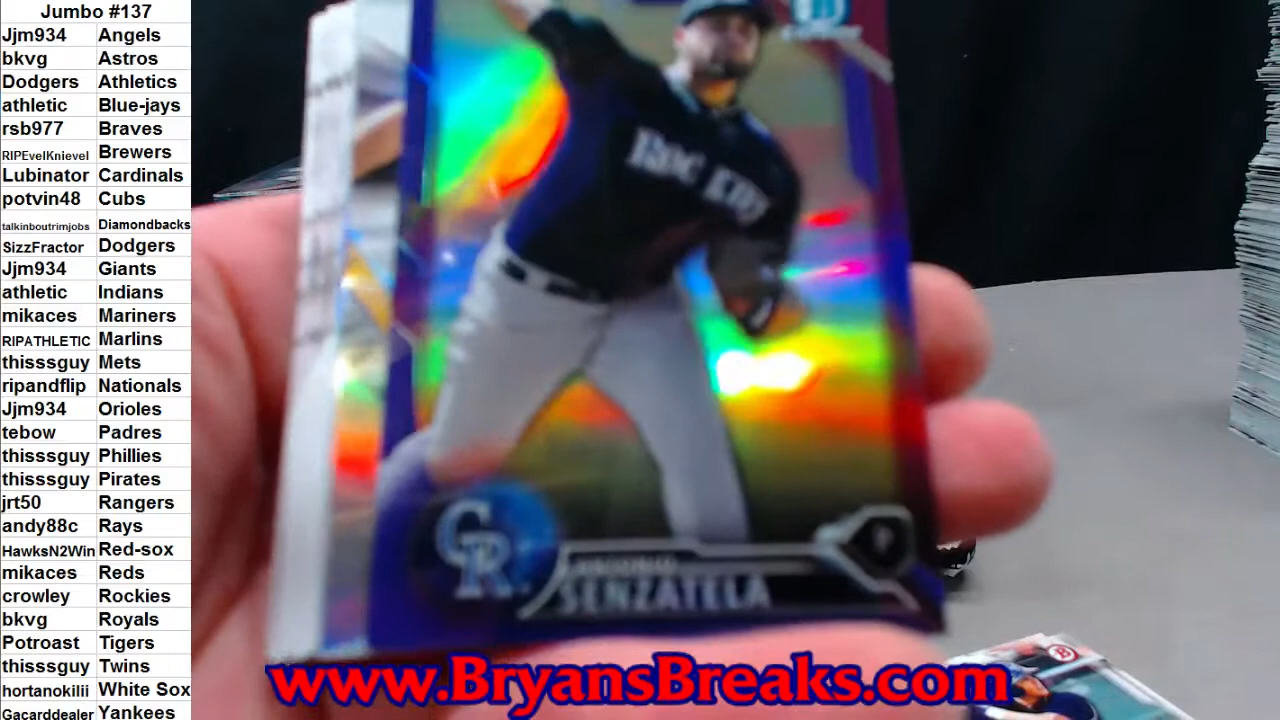 Jumbo #137
Jjm934 Angels
bkvg Astros
Dodgers Athletics
athletic Blue-jays
rsb977 Braves
RIPEvelKnievel Brewers
Lubinator Cardinals
potvin48 Cubs
talkinboutrimjobs Diamondbacks
SizzFractor Dodgers
Jjm934 Giants
athletic Indians
mikaces Mariners
RIPATHLETIC Marlins
thisssguy Mets
ripandflip Nationals
Jjm934 Orioles
tebow Padres
thisssguy Phillies
thisssguy Pirates
jrt50 Rangers
andy88c Rays
HawksN2Win Red-sox
mikaces Reds
crowley Rockies
bkvg Royals
Potroast Tigers
thisssguy Twins
hortanokilii White Sox
Gacarddealer Yankees
CR
SENZATELA
P
www.BryansBreaks.com